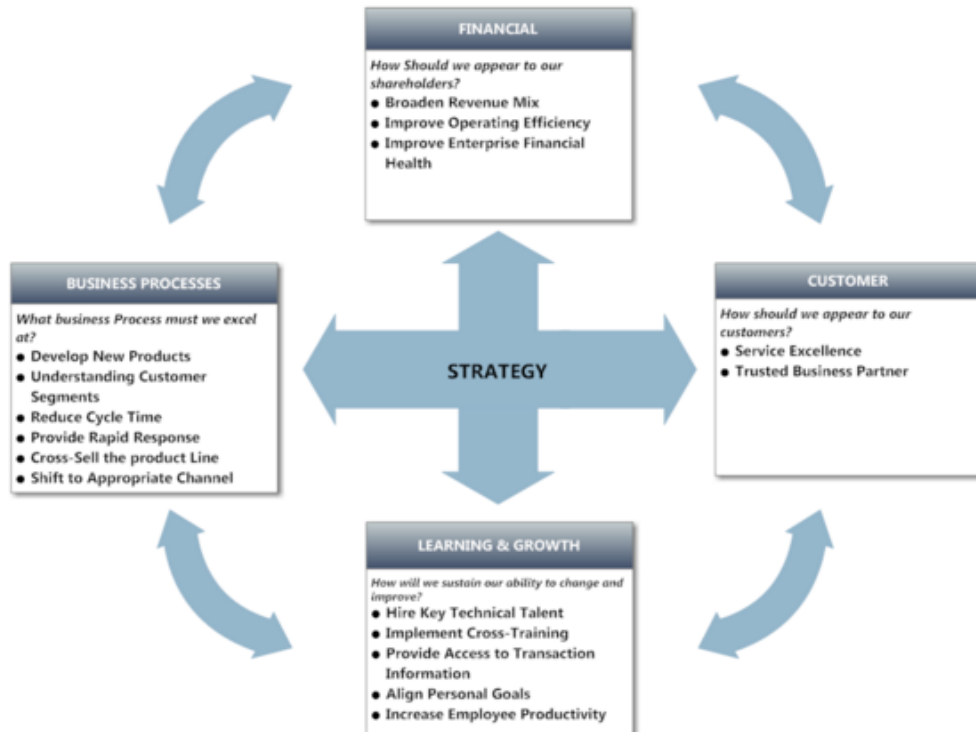 FINANCIAL
How Should we appear to our
shareholders?
● Broaden Revenue Mix
● Improve Operating Efficiency
● Improve Enterprise Financial
Health
BUSINESS PROCESSES
What business Process must we excel
at?
● Develop New Products
● Understanding Customer
Segments
● Reduce Cycle Time
● Provide Rapid Response
● Cross-Sell the product Line
● Shift to Appropriate Channel
STRATEGY
CUSTOMER
How should we appear to our
customers?
● Service Excellence
● Trusted Business Partner
LEARNING & GROWTH
How will we sustain our ability to change and
improve?
● Hire Key Technical Talent
● Implement Cross-Training
● Provide Access to Transaction
Information
● Align Personal Goals
● Increase Employee Productivity